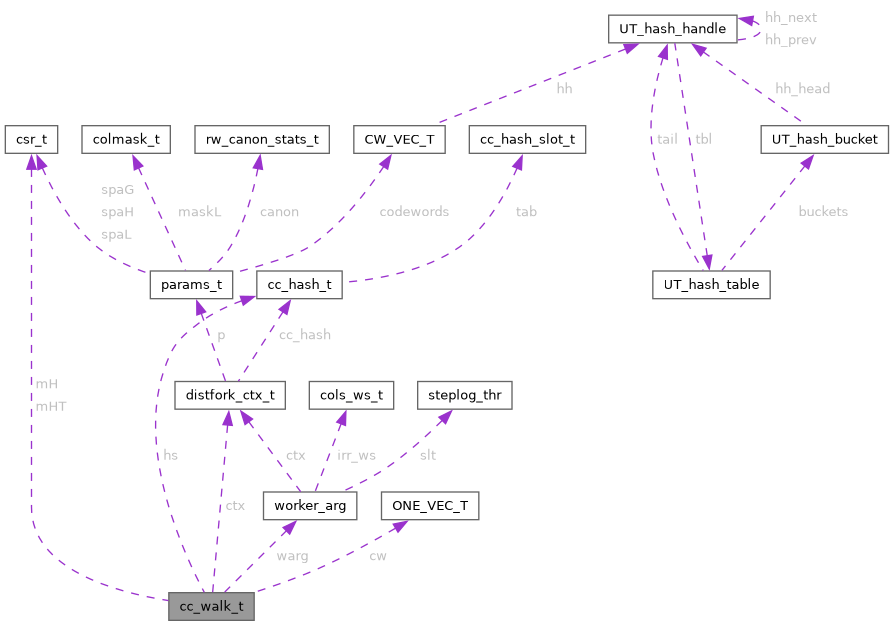 hh_next
UT_hash_handle
hh_prev
hh
hh_head
csr_t
colmask_t
rw_canon_stats_t
CW_VEC_T
cc_hash_slot_t
tail
tbl
UT_hash_bucket
spaG
spaH
spaL
maskL
canon
codewords
tab
buckets
params_t
cc_hash_t
UT_hash_table
p
cc_hash
mH
mHT
distfork_ctx_t
cols_ws_t
steplog_thr
hs
ctx
irr_ws
slt
ctx
worker_arg
ONE_VEC_T
warg
cw
cc_walk_t